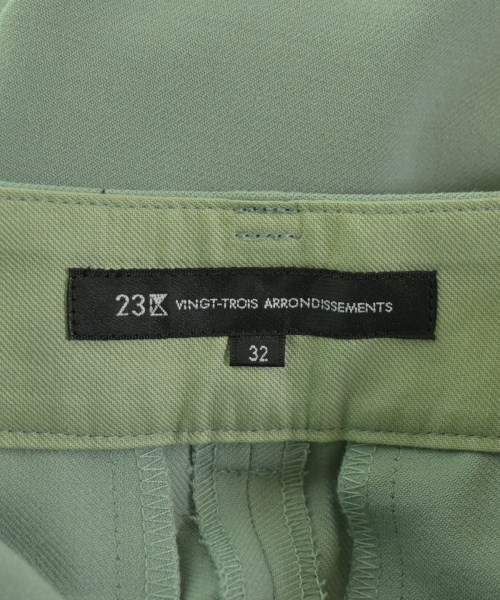 23区 VINGT-TROIS ARRONDISSEMENTS
32